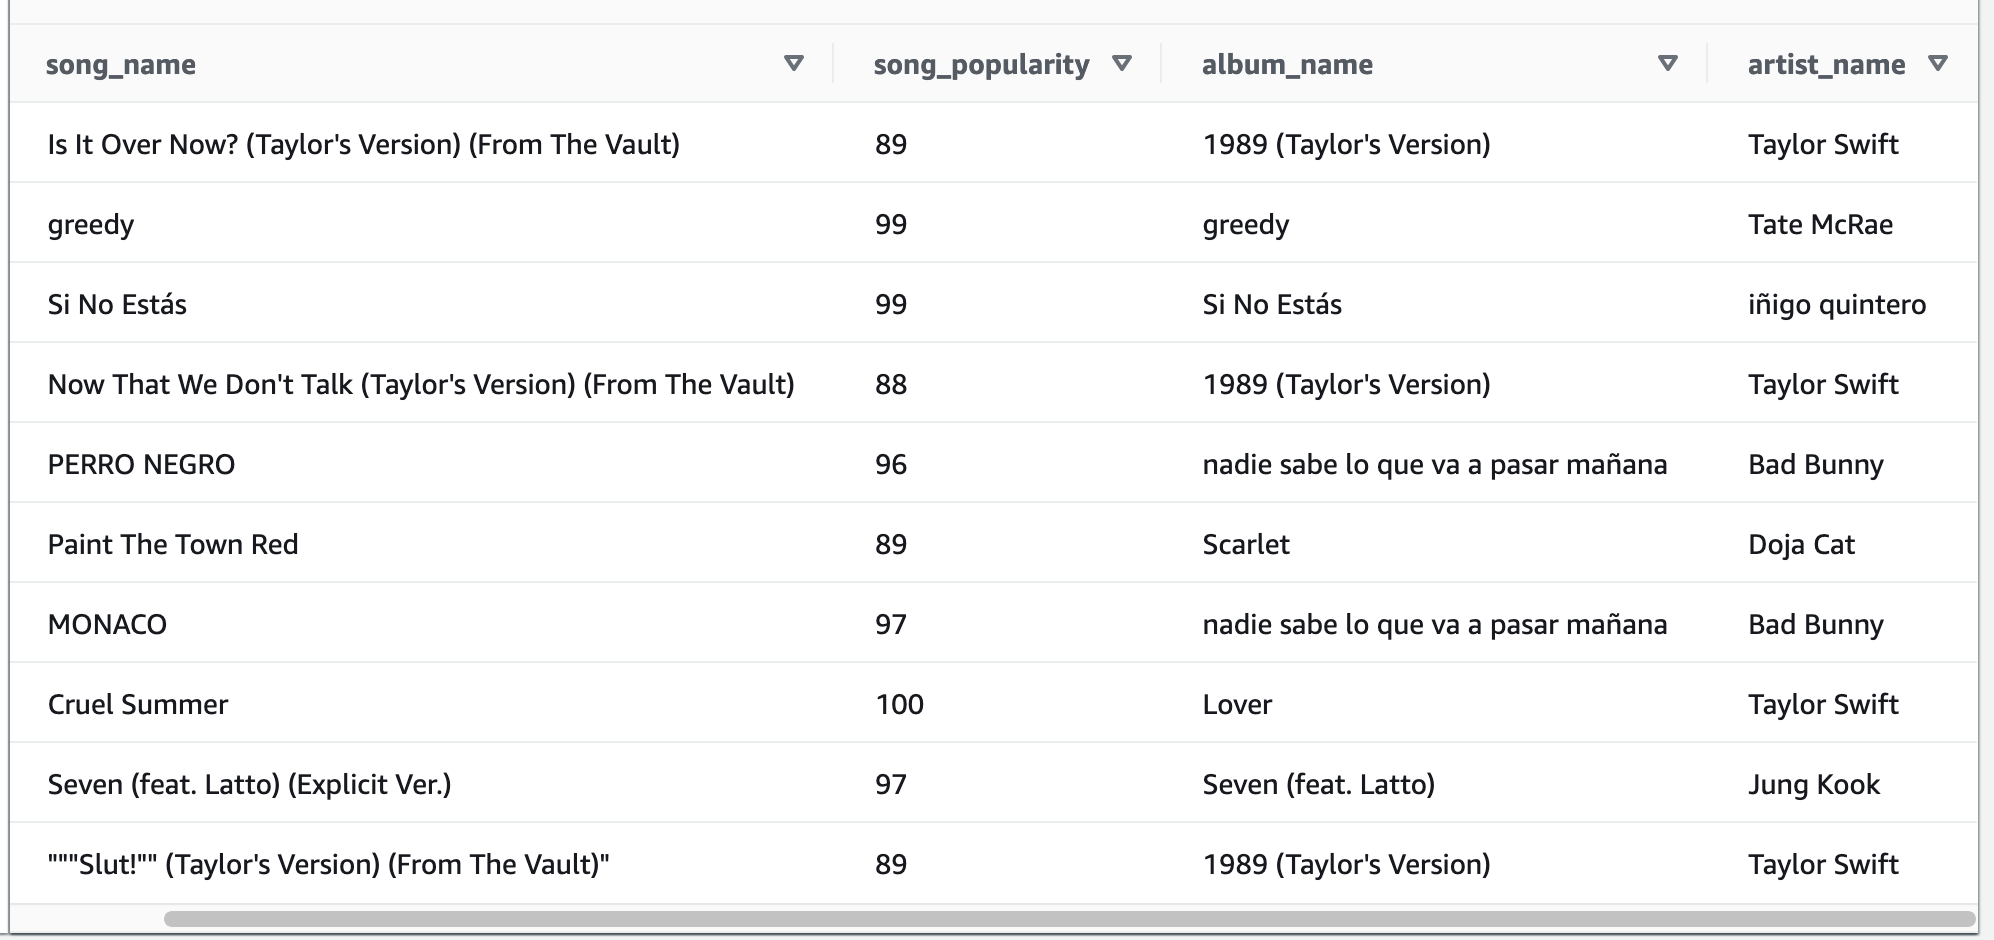 song_name song_popularity album_name artist_name
Is It Over Now? (Taylor's Version) (From The Vault) 89 1989 (Taylor's Version) Taylor Swift
greedy 99 greedy Tate McRae
Si No Estás 99 Si No Estás iñigo quintero
Now That We Don't Talk (Taylor's Version) (From The Vault) 88 1989 (Taylor's Version) Taylor Swift
PERRO NEGRO 96 nadie sabe lo que va a pasar mañana Bad Bunny
Paint The Town Red 89 Scarlet Doja Cat
MONACO 97 nadie sabe lo que va a pasar mañana Bad Bunny
Cruel Summer 100 Lover Taylor Swift
Seven (feat. Latto) (Explicit Ver.) 97 Seven (feat. Latto) Jung Kook
"""Slut!"" (Taylor's Version) (From The Vault)" 89 1989 (Taylor's Version) Taylor Swift